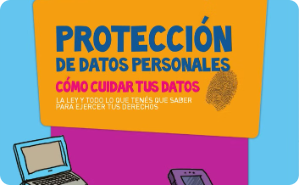 PROTECCIÓN
DE DATOS PERSONALES
CÓMO CUIDAR TUS DATOS
LA LEY Y TODO LO QUE TENÉS QUE SABER
PARA EJERCER TUS DERECHOS